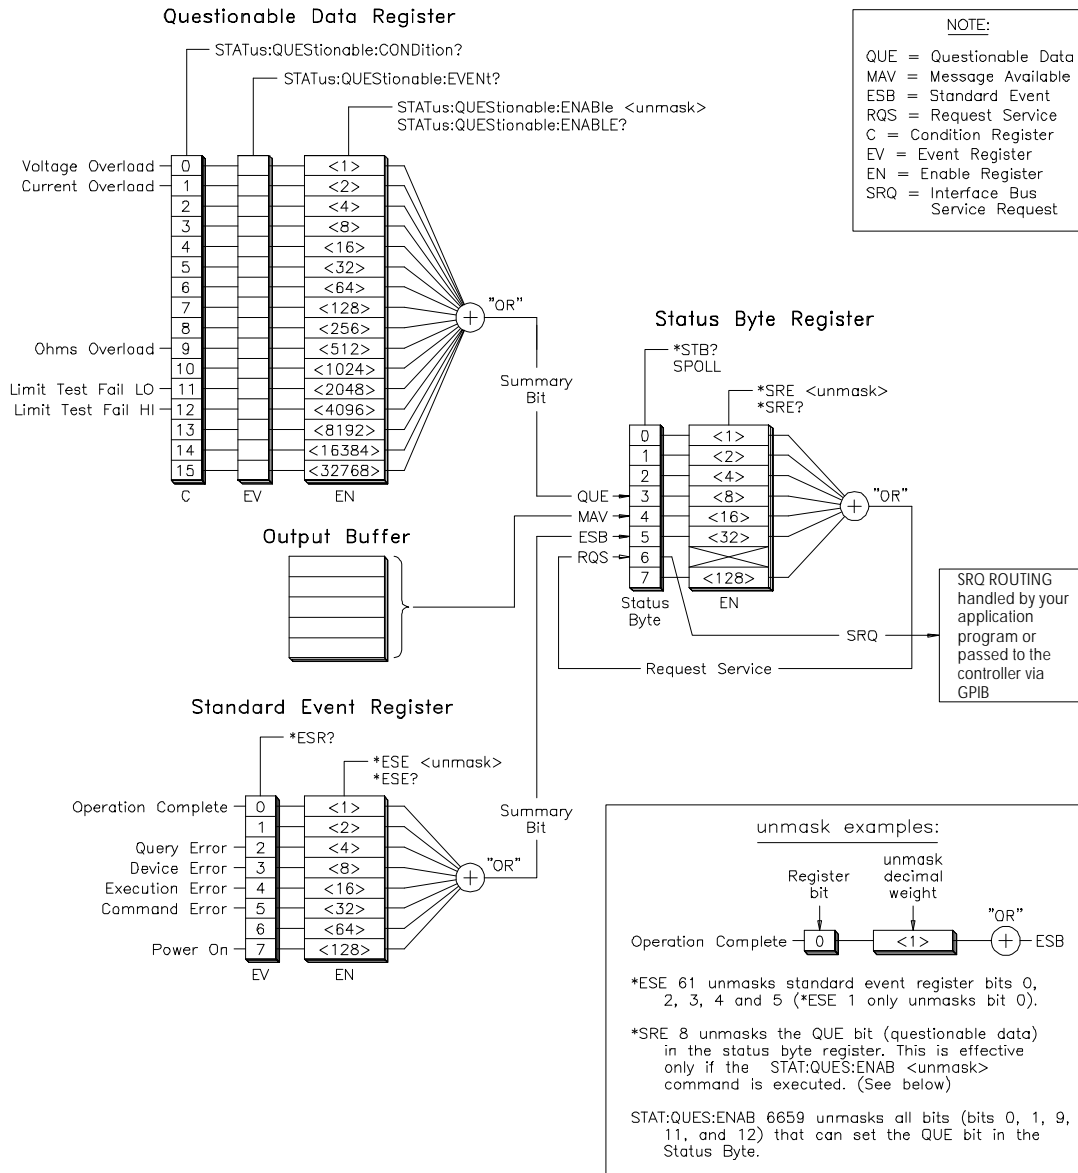 Questionable Data Register
STATus:QUEStionable:CONDition?
STATus:QUEStionable:EVENt?
STATus:QUEStionable:ENABle <unmask>
STATus:QUEStionable:ENABLE?
Voltage Overload 0 <1>
Current Overload 1 <2>
2 <4>
3 <8>
4 <16>
5 <32>
6 <64>
7 <128>
8 <256>
Ohms Overload 9 <512>
10 <1024>
Limit Test Fail LO 11 <2048>
Limit Test Fail HI 12 <4096>
13 <8192>
14 <16384>
15 <32768>
C EV EN
"OR"
Summary
Bit
NOTE:
QUE = Questionable Data
MAV = Message Available
ESB = Standard Event
RQS = Request Service
C = Condition Register
EV = Event Register
EN = Enable Register
SRQ = Interface Bus
Service Request
Status Byte Register
*STB?
SPOLL
*SRE <unmask>
*SRE?
0 <1>
1 <2>
2 <4>
QUE 3 <8>
MAV 4 <16>
ESB 5 <32>
RQS 6
7 <128>
Status
Byte
EN
"OR"
SRQ
Request Service
SRQ ROUTING
handled by your
application
program or
passed to the
controller via
GPIB
Output Buffer
Standard Event Register
*ESR?
*ESE <unmask>
*ESE?
Operation Complete 0 <1>
1 <2>
Query Error 2 <4>
Device Error 3 <8>
Execution Error 4 <16>
Command Error 5 <32>
6 <64>
Power On 7 <128>
EV EN
"OR"
Summary
Bit
unmask examples:
Register
bit
unmask
decimal
weight
"OR"
Operation Complete 0 <1> ESB
*ESE 61 unmasks standard event register bits 0,
2, 3, 4 and 5 (*ESE 1 only unmasks bit 0).
*SRE 8 unmasks the QUE bit (questionable data)
in the status byte register. This is effective
only if the STAT:QUES:ENAB <unmask>
command is executed. (See below)
STAT:QUES:ENAB 6659 unmasks all bits (bits 0, 1, 9,
11, and 12) that can set the QUE bit in the
Status Byte.